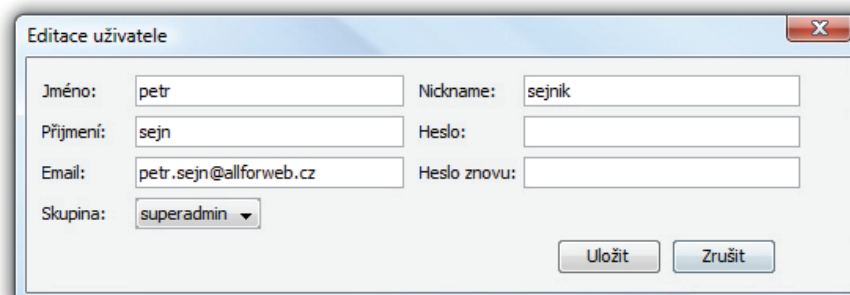 Editace uživatele
Jméno: petr Nickname: sejnik
Přijmení: sejn Heslo:
Email: petr.sejn@allforweb.cz Heslo znovu:
Skupina: superadmin
Uložit Zrušit